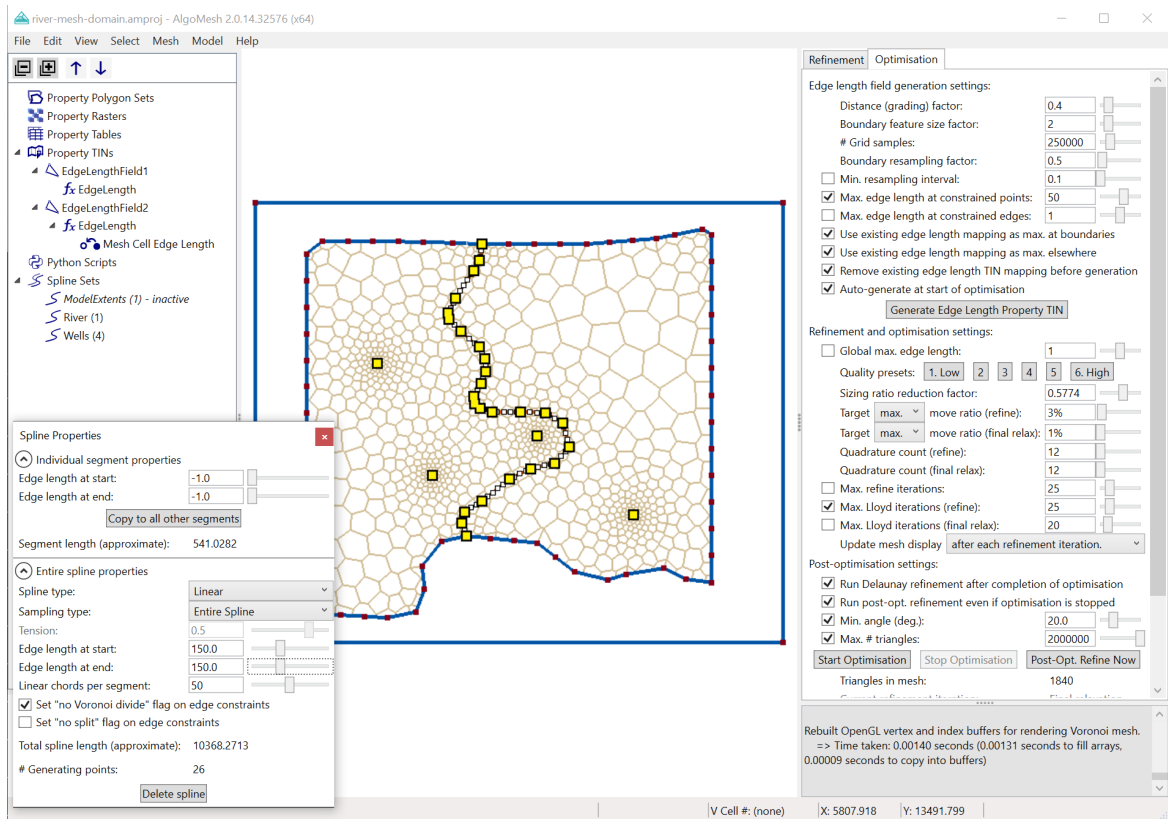 river-mesh-domain.amproj - AlgoMesh 2.0.14.32576 (x64)
File Edit View Select Mesh Model Help
Property Polygon Sets
Property Rasters
Property Tables
Property TINs
EdgeLengthField1
fx EdgeLength
EdgeLengthField2
fx EdgeLength
Mesh Cell Edge Length
Python Scripts
Spline Sets
ModelExtents (1) - inactive
River (1)
Wells (4)
Spline Properties
Individual segment properties
Edge length at start: -1.0
Edge length at end: -1.0
Copy to all other segments
Segment length (approximate): 541.0282
Entire spline properties
Spline type: Linear
Sampling type: Entire Spline
Tension: 0.5
Edge length at start: 150.0
Edge length at end: 150.0
Linear chords per segment: 50
Set "no Voronoi divide" flag on edge constraints
Set "no split" flag on edge constraints
Total spline length (approximate): 10368.2713
# Generating points: 26
Delete spline
Refinement Optimisation
Edge length field generation settings:
Distance (grading) factor: 0.4
Boundary feature size factor: 2
# Grid samples: 250000
Boundary resampling factor: 0.5
Min. resampling interval: 0.1
Max. edge length at constrained points: 50
Max. edge length at constrained edges: 1
Use existing edge length mapping as max. at boundaries
Use existing edge length mapping as max. elsewhere
Remove existing edge length TIN mapping before generation
Auto-generate at start of optimisation
Generate Edge Length Property TIN
Refinement and optimisation settings:
Global max. edge length: 1
Quality presets: 1. Low 2 3 4 5 6. High
Sizing ratio reduction factor: 0.5774
Target max. move ratio (refine): 3%
Target max. move ratio (final relax): 1%
Quadrature count (refine): 12
Quadrature count (final relax): 12
Max. refine iterations: 25
Max. Lloyd iterations (refine): 25
Max. Lloyd iterations (final relax): 20
Update mesh display after each refinement iteration.
Post-optimisation settings:
Run Delaunay refinement after completion of optimisation
Run post-opt. refinement even if optimisation is stopped
Min. angle (deg.): 20.0
Max. # triangles: 2000000
Start Optimisation Stop Optimisation Post-Opt. Refine Now
Triangles in mesh: 1840
Current refinement iteration: Final relaxation
Rebuilt OpenGL vertex and index buffers for rendering Voronoi mesh.
=> Time taken: 0.00140 seconds (0.00131 seconds to fill arrays,
0.00009 seconds to copy into buffers)
V Cell #: (none) X: 5807.918 Y: 13491.799